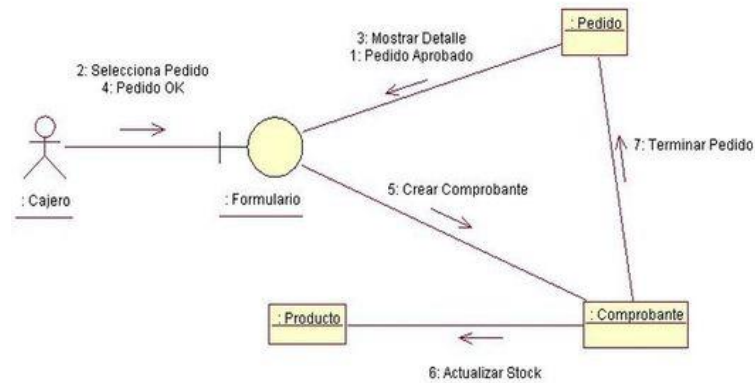 : Pedido
3: Mostrar Detalle
1: Pedido Aprobado
2: Selecciona Pedido
4: Pedido OK
7: Terminar Pedido
5: Crear Comprobante
: Cajero
: Formulario
: Producto
: Comprobante
6: Actualizar Stock